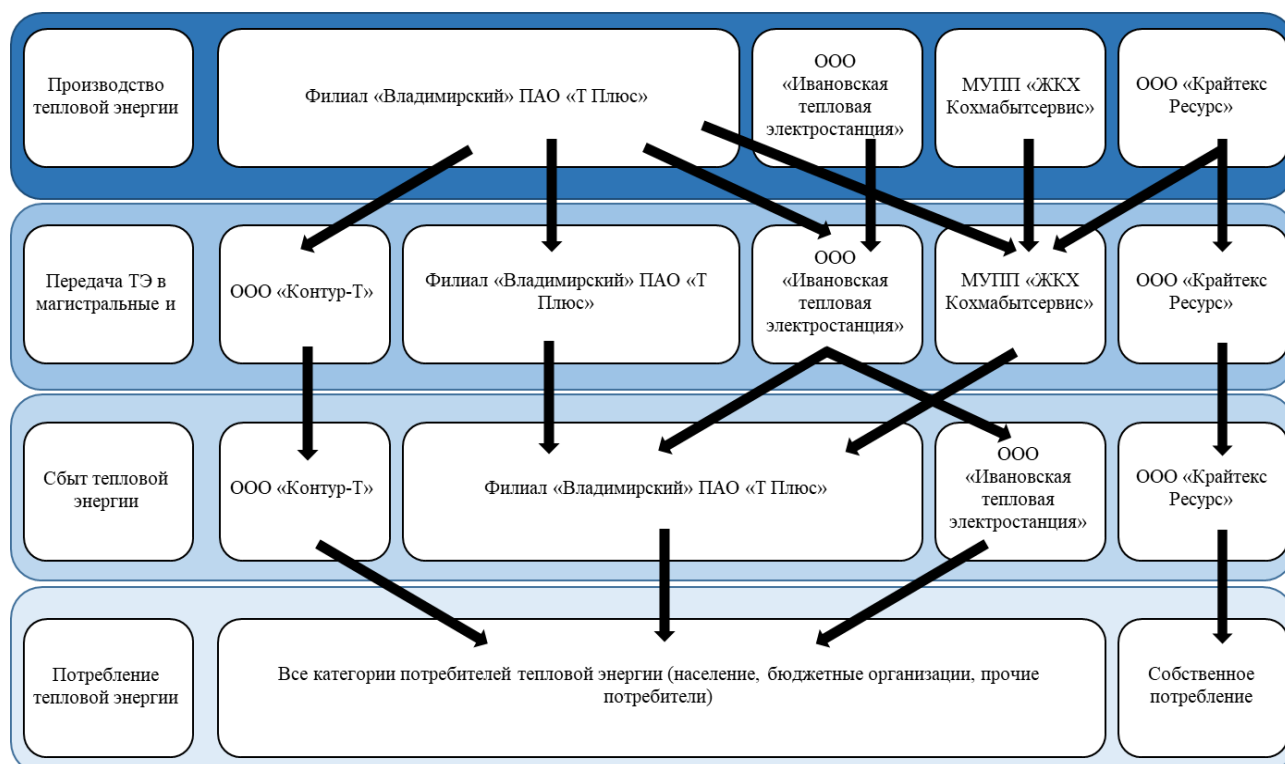 Производство
тепловой энергии
Филиал «Владимирский» ПАО «Т Плюс»
ООО
«Ивановская
тепловая
электростанция»
МУПП «ЖКХ
Кохмабытсервис»
ООО «Крайтекс
Ресурс»
Передача ТЭ в
магистральные и
ООО «Контур-Т»
Филиал «Владимирский» ПАО «Т
Плюс»
ООО
«Ивановская
тепловая
электростанция»
МУПП «ЖКХ
Кохмабытсервис»
ООО «Крайтекс
Ресурс»
Сбыт тепловой
энергии
ООО «Контур-Т»
Филиал «Владимирский» ПАО «Т Плюс»
ООО
«Ивановская
тепловая
электростанция»
ООО «Крайтекс
Ресурс»
Потребление
тепловой энергии
Все категории потребителей тепловой энергии (население, бюджетные организации, прочие
потребители)
Собственное
потребление